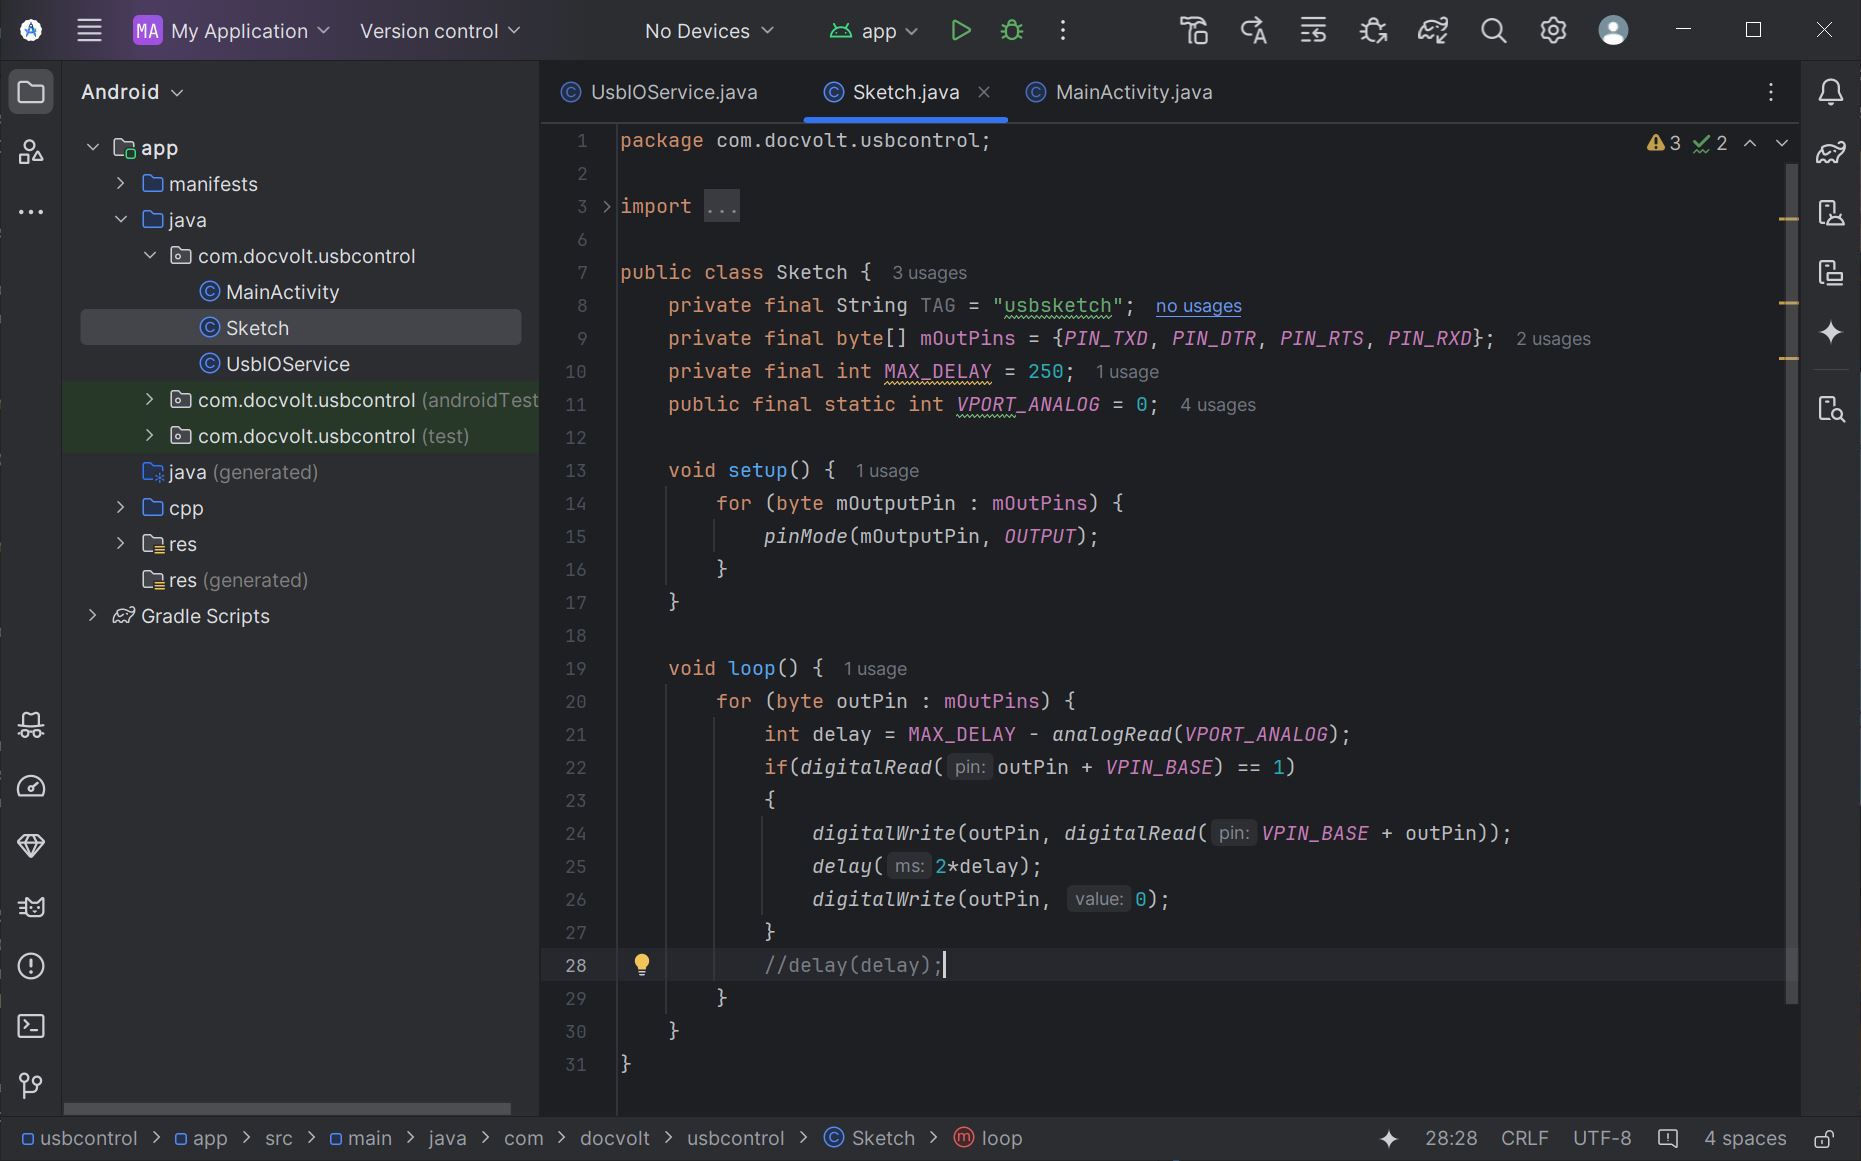 MA My Application Version control No Devices app
Android
app
manifests
java
com.docvolt.usbcontrol
MainActivity
Sketch
UsbIOService
com.docvolt.usbcontrol (androidTest
com.docvolt.usbcontrol (test)
java (generated)
cpp
res
res (generated)
Gradle Scripts
UsbIOService.java Sketch.java MainActivity.java
3 2
1 package com.docvolt.usbcontrol;
2
3 import ...
6
7 public class Sketch { 3 usages
8 private final String TAG = "usbsketch"; no usages
9 private final byte[] mOutPins = {PIN_TXD, PIN_DTR, PIN_RTS, PIN_RXD}; 2 usages
10 private final int MAX_DELAY = 250; 1 usage
11 public final static int VPORT_ANALOG = 0; 4 usages
12
13 void setup() { 1 usage
14 for (byte mOutputPin : mOutPins) {
15 pinMode(mOutputPin, OUTPUT);
16 }
17 }
18
19 void loop() { 1 usage
20 for (byte outPin : mOutPins) {
21 int delay = MAX_DELAY - analogRead(VPORT_ANALOG);
22 if(digitalRead( pin: outPin + VPIN_BASE) == 1)
23 {
24 digitalWrite(outPin, digitalRead( pin: VPIN_BASE + outPin));
25 delay( ms: 2*delay);
26 digitalWrite(outPin, value: 0);
27 }
28 //delay(delay);
29 }
30 }
31 }
usbcontrol > app > src > main > java > com > docvolt > usbcontrol > Sketch > loop 28:28 CRLF UTF-8 4 spaces